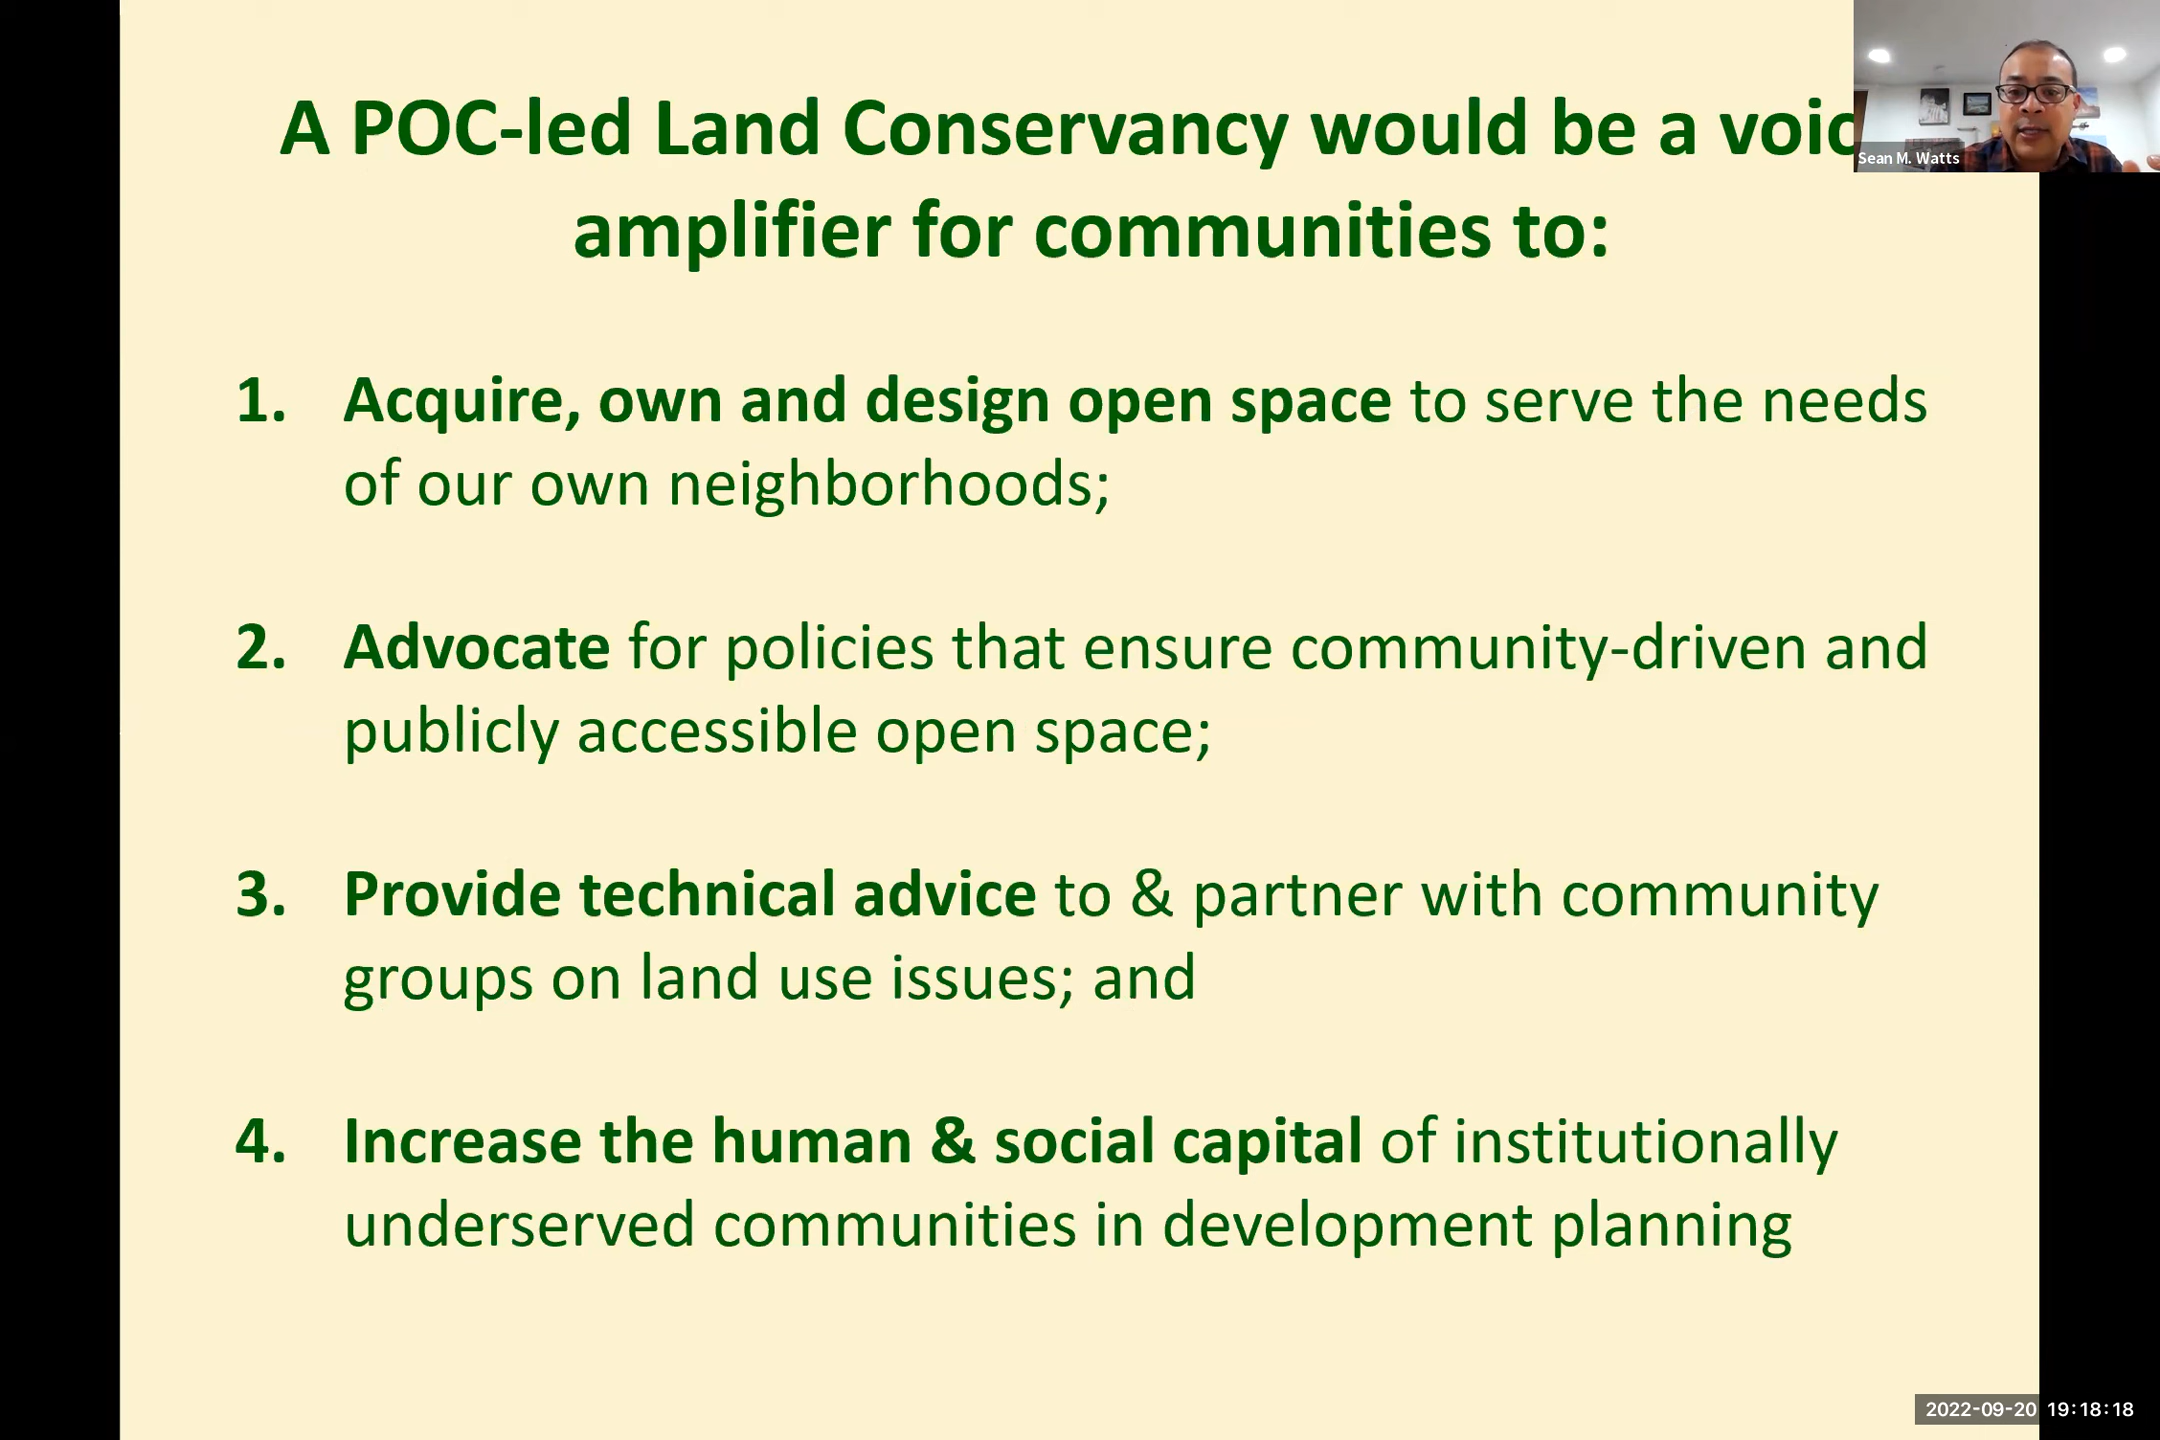 A POC-led Land Conservancy would be a voic
Sean M. Watts
amplifier for communities to:
1. Acquire, own and design open space to serve the needs
of our own neighborhoods;
2. Advocate for policies that ensure community-driven and
publicly accessible open space;
3. Provide technical advice to & partner with community
groups on land use issues; and
4. Increase the human & social capital of institutionally
underserved communities in development planning
2022-09-20 19:18:18